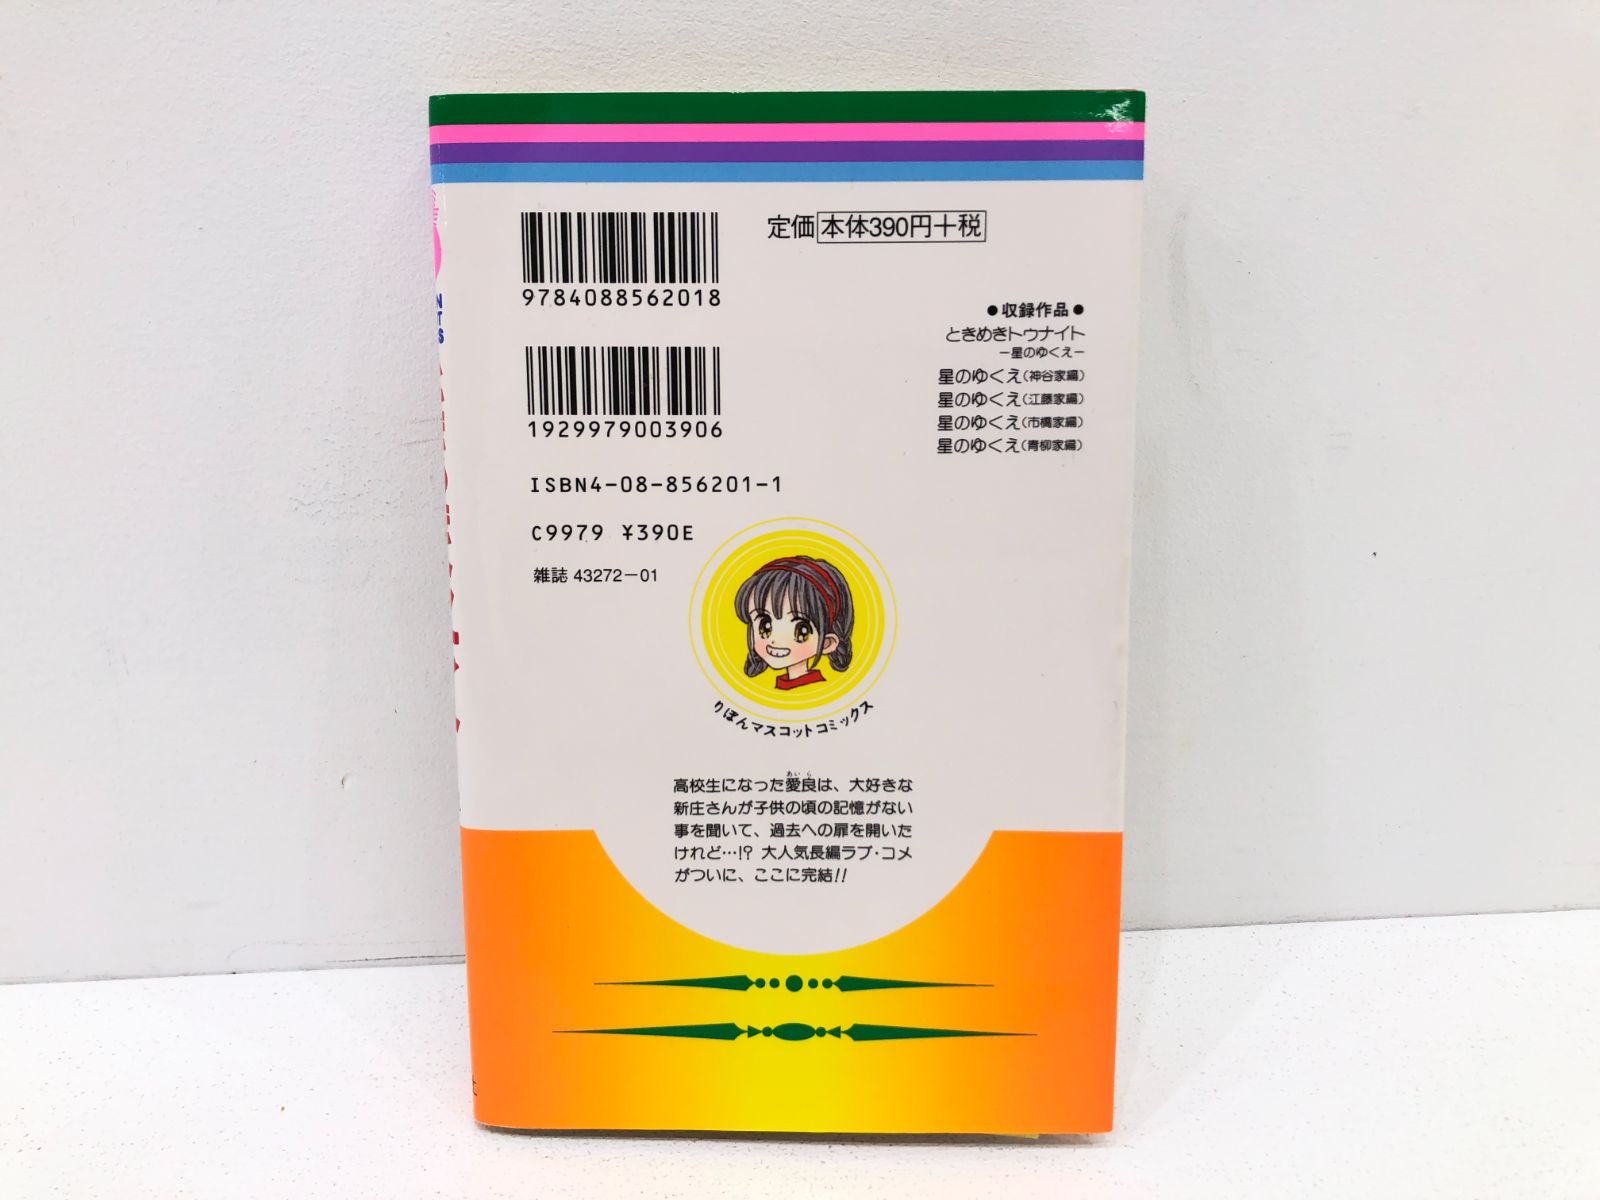 定価 本体390円+税
9784088562018
1929979003906
ISBN4-08-856201-1
C9979 ¥390E
雑誌 43272-01
●収録作品●
ときめきトゥナイト
ー星のゆくえー
星のゆくえ(神谷家編)
星のゆくえ(江藤家編)
星のゆくえ(市橋家編)
星のゆくえ(青柳家編)
りぼんマスコットコミックス
あいら
高校生になった愛良は、大好きな
新庄さんが子供の頃の記憶がない
事を聞いて、過去への扉を開いた
けれど…!? 大人気長編ラブ・コメ
がついに、ここに完結!!